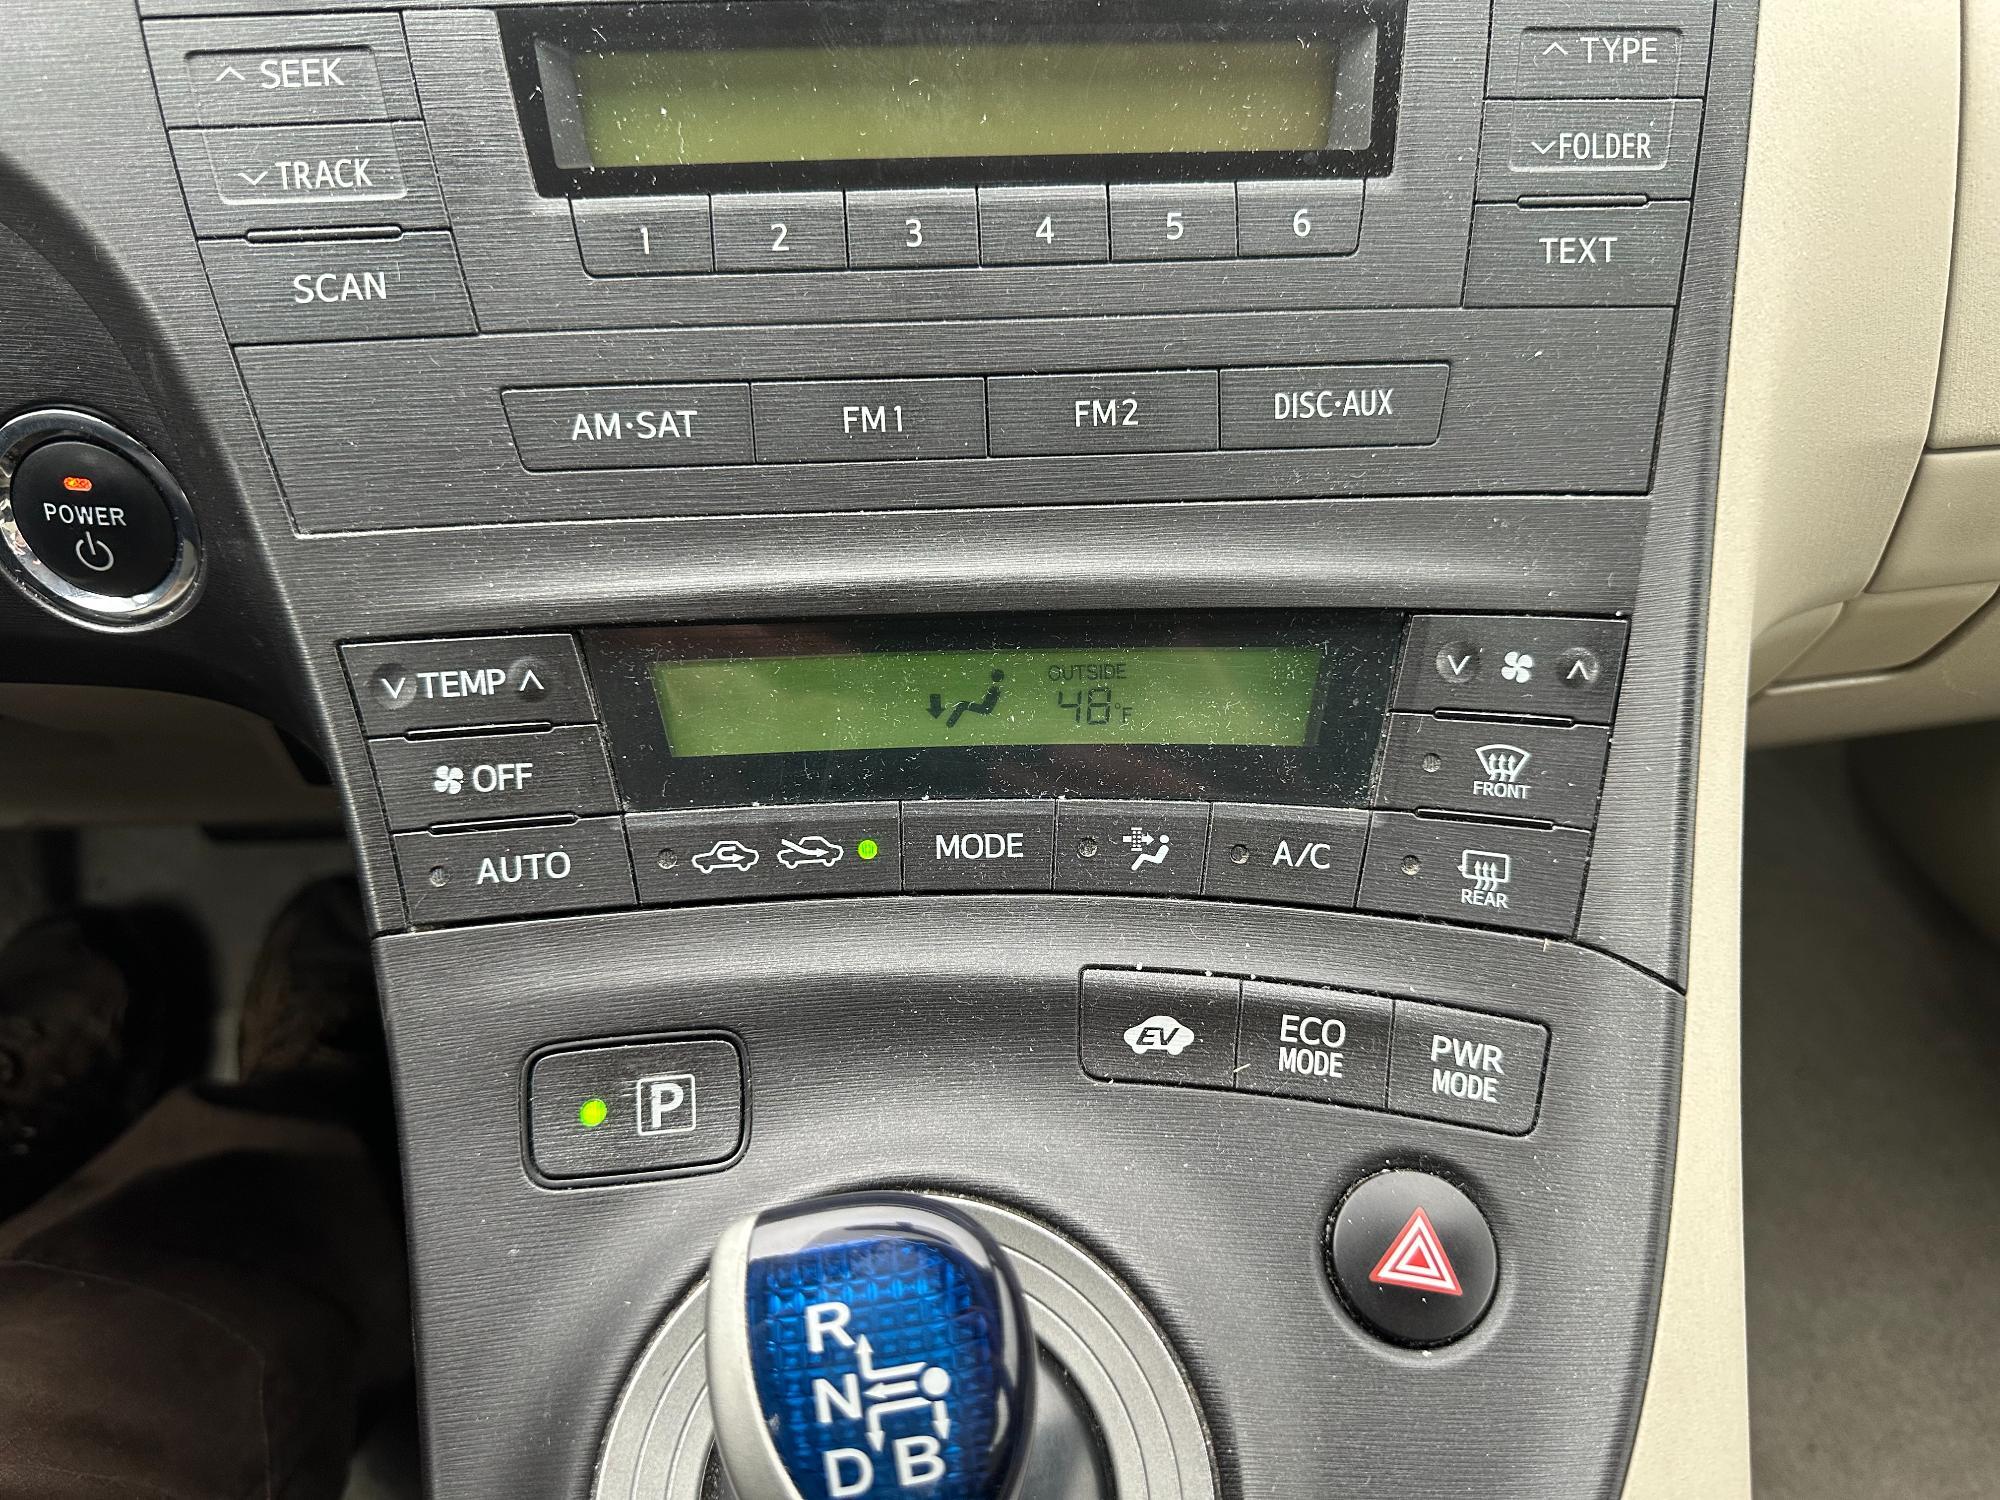 SEEK
TRACK
SCAN
TYPE
FOLDER
TEXT
1 2 3 4 5 6
AM·SAT FM1 FM2 DISC·AUX
POWER
TEMP
OFF
AUTO
OUTSIDE
48°F
MODE
A/C
FRONT
REAR
EV
ECO
MODE
PWR
MODE
P
R
N
D B